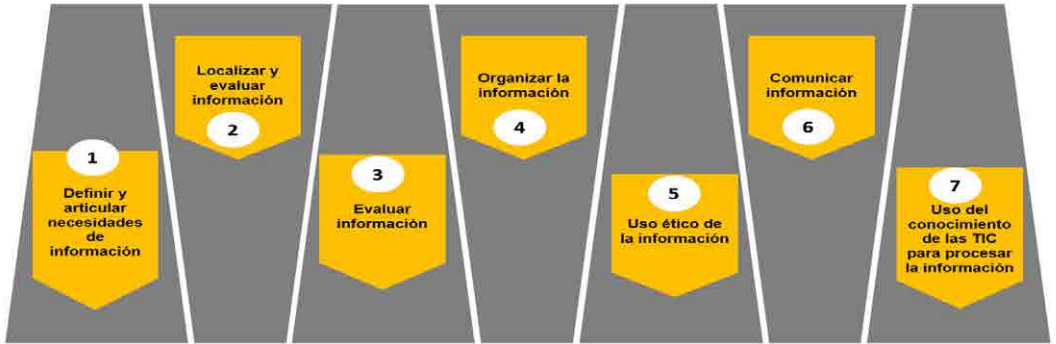 1
Definir y
articular
necesidades
de
información
Localizar y
evaluar
información
2
3
Evaluar
información
Organizar la
información
4
5
Uso ético de
la información
Comunicar
información
6
7
Uso del
conocimiento
de las TIC
para procesar
la información